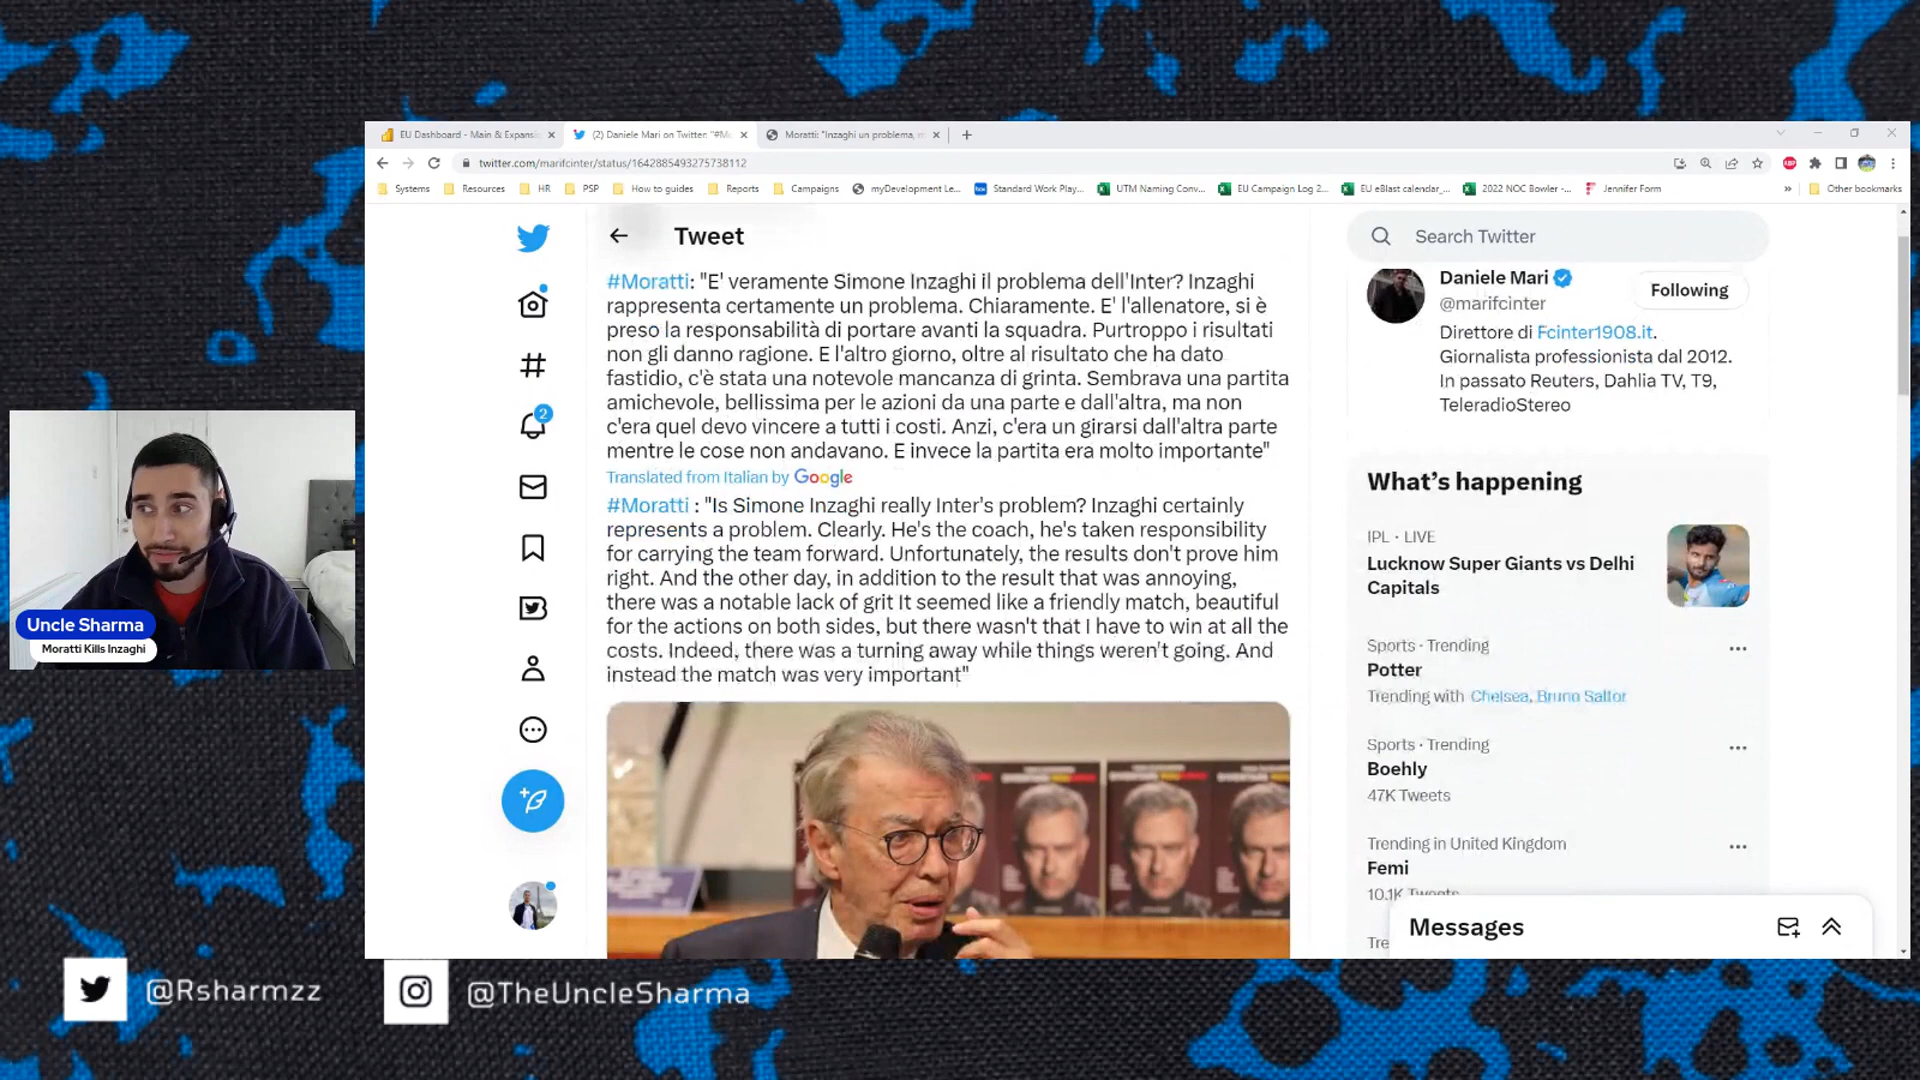 EU Dashboard - Main & Expansi
(2) Daniele Mari on Twitter: "#Mo
Moratti: "Inzaghi un problema, m
twitter.com/marifcinter/status/1642885493275738112
Systems
Resources
HR
PSP
How to guides
Reports
Campaigns
myDevelopment Le...
Standard Work Play...
UTM Naming Conv...
EU Campaign Log 2...
EU eBlast calendar_...
2022 NOC Bowler -...
Jennifer Form
»
Other bookmarks
Tweet
#Moratti: "E' veramente Simone Inzaghi il problema dell'Inter? Inzaghi
rappresenta certamente un problema. Chiaramente. E' l'allenatore, si è
preso la responsabilità di portare avanti la squadra. Purtroppo i risultati
non gli danno ragione. E l'altro giorno, oltre al risultato che ha dato
fastidio, c'è stata una notevole mancanza di grinta. Sembrava una partita
amichevole, bellissima per le azioni da una parte e dall'altra, ma non
c'era quel devo vincere a tutti i costi. Anzi, c'era un girarsi dall'altra parte
mentre le cose non andavano. E invece la partita era molto importante"
Translated from Italian by Google
#Moratti : "Is Simone Inzaghi really Inter's problem? Inzaghi certainly
represents a problem. Clearly. He's the coach, he's taken responsibility
for carrying the team forward. Unfortunately, the results don't prove him
right. And the other day, in addition to the result that was annoying,
there was a notable lack of grit It seemed like a friendly match, beautiful
for the actions on both sides, but there wasn't that I have to win at all the
costs. Indeed, there was a turning away while things weren't going. And
instead the match was very important"
2
Search Twitter
Daniele Mari
@marifcinter
Following
Direttore di Fcinter1908.it.
Giornalista professionista dal 2012.
In passato Reuters, Dahlia TV, T9,
TeleradioStereo
What's happening
IPL · LIVE
Lucknow Super Giants vs Delhi
Capitals
Sports · Trending
Potter
Trending with Chelsea, Bruno Saltor
Sports · Trending
Boehly
47K Tweets
Trending in United Kingdom
Femi
10.1K Tweets
Tre
Messages
Uncle Sharma
Moratti Kills Inzaghi
@Rsharmzz
@TheUncleSharma